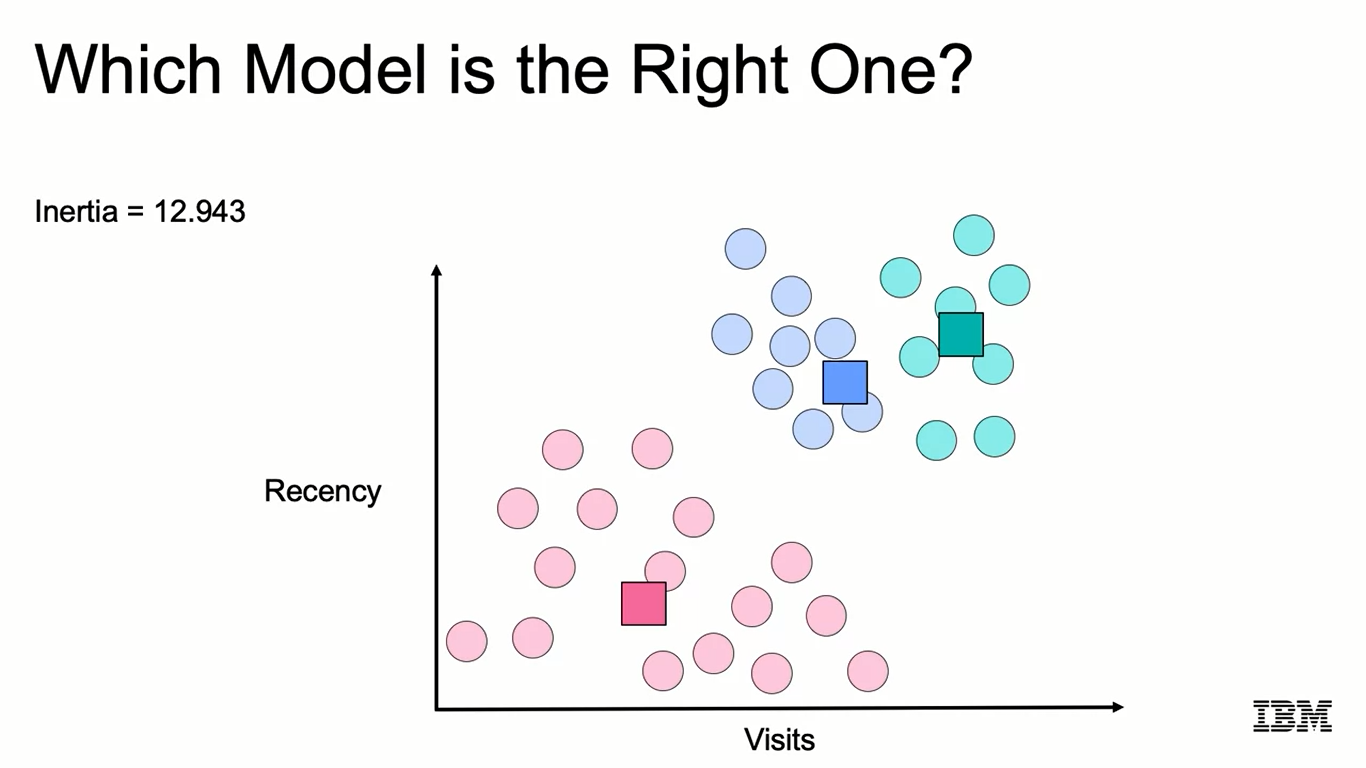 Which Model is the Right One?
Inertia = 12.943
Recency
Visits
IBM